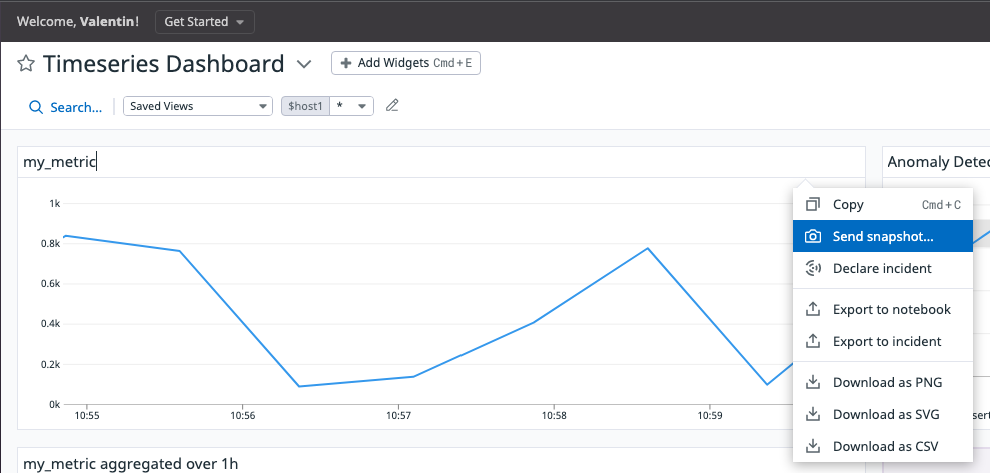 Welcome, Valentin! Get Started
Timeseries Dashboard Add Widgets Cmd+E
Search... Saved Views $host1 *
my_metric
Anomaly Detec
1k
0.8k
0.6k
0.4k
0.2k
0k
10:55 10:56 10:57 10:58 10:59
Copy Cmd+C
Send snapshot...
Declare incident
Export to notebook
Export to incident
Download as PNG
Download as SVG
Download as CSV
my_metric aggregated over 1h